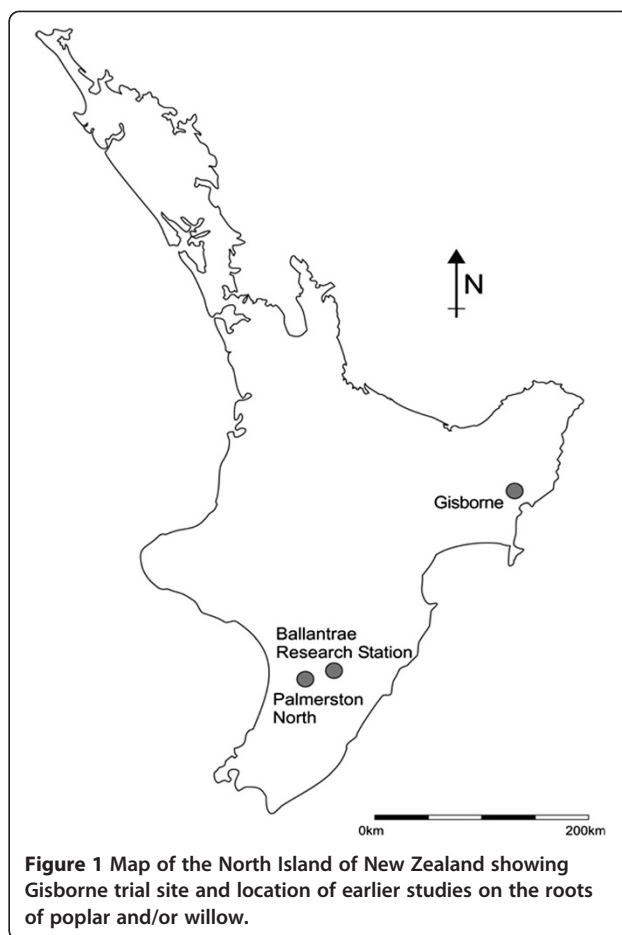 N
Gisborne
Ballantrae
Research Station
Palmerston
North
0km 200km
Figure 1 Map of the North Island of New Zealand showing
Gisborne trial site and location of earlier studies on the roots
of poplar and/or willow.